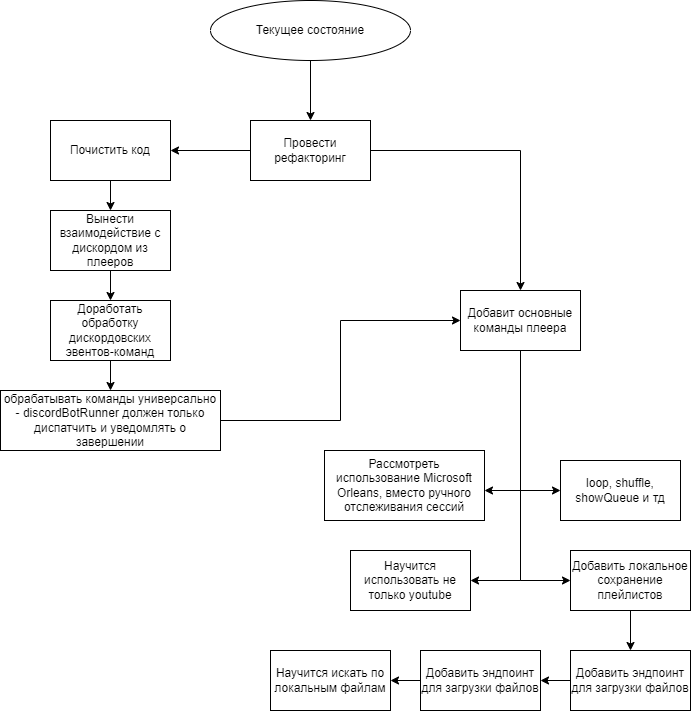 Текущее состояние
Почистить код
Провести
рефакторинг
Вынести
взаимодействие с
дискордом из
плееров
Доработать
обработку
дискордовских
эвентов-команд
Добавит основные
команды плеера
обрабатывать команды универсально
- discordBotRunner должен только
диспатчить и уведомлять о
завершении
Рассмотреть
использование Microsoft
Orleans, вместо ручного
отслеживания сессий
loop, shuffle,
showQueue и тд
Научится
использовать не
только youtube
Добавить локальное
сохранение
плейлистов
Научится искать по
локальным файлам
Добавить эндпоинт
для загрузки файлов
Добавить эндпоинт
для загрузки файлов